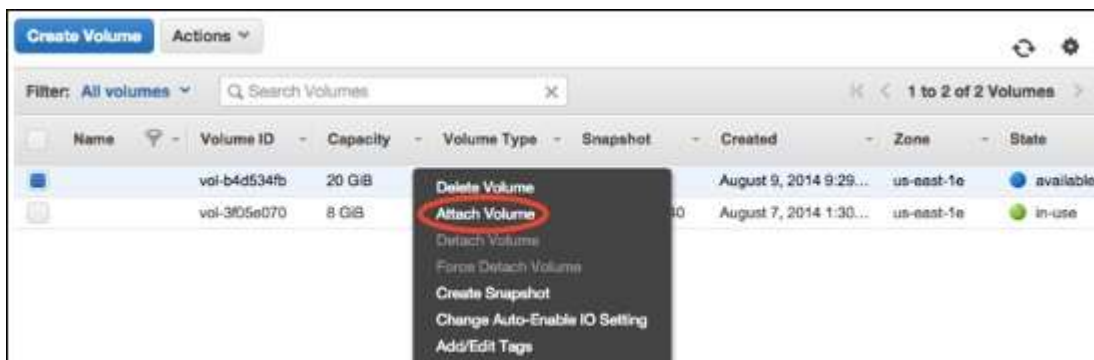 Create Volume Actions
Filter: All volumes Search Volumes 1 to 2 of 2 Volumes
Name Volume ID Capacity Volume Type Snapshot Created Zone State
vol-b4d534fb 20 GiB August 9, 2014 9:29... us-east-1e available
vol-3f05e070 8 GiB 40 August 7, 2014 1:30... us-east-1e in-use
Delete Volume
Attach Volume
Detach Volume
Force Detach Volume
Create Snapshot
Change Auto-Enable IO Setting
Add/Edit Tags